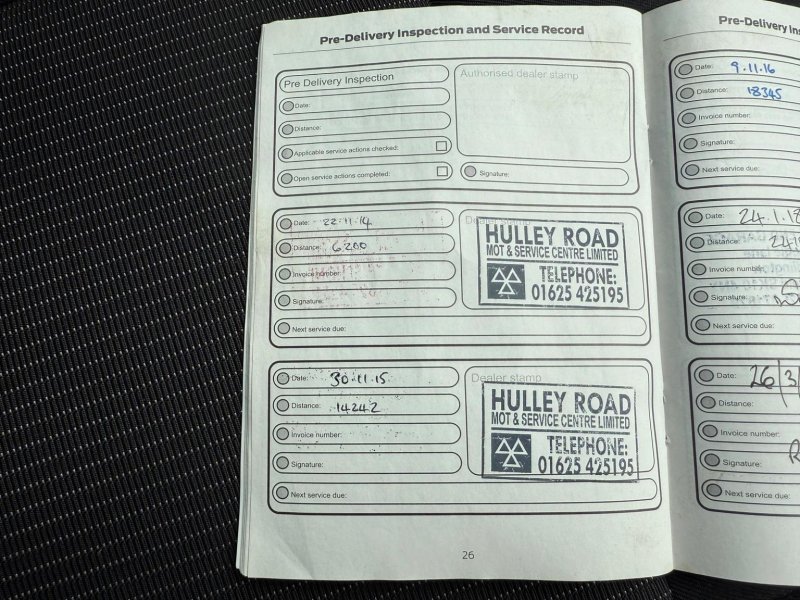 Pre-Delivery Inspection and Service Record
Pre Delivery Inspection
Authorised dealer stamp
Date:
Distance:
Applicable service actions checked:
Open service actions completed:
Signature:
Date: 22.11.14
Dealer stamp
Distance: 6200
Invoice number:
Signature:
Next service due:
HULLEY ROAD
MOT & SERVICE CENTRE LIMITED
TELEPHONE:
01625 425195
Date: 30.11.15
Dealer stamp
Distance: 14242
Invoice number:
Signature:
Next service due:
HULLEY ROAD
MOT & SERVICE CENTRE LIMITED
TELEPHONE:
01625 425195
26
Pre-Delivery
Date: 9.11.16
Distance: 18345
Invoice number:
Signature:
Next service due:
Date: 24.1.18
Distance:
Invoice number:
Signature:
Next service due:
Date: 26/3/
Distance:
Invoice number:
Signature:
Next service due: